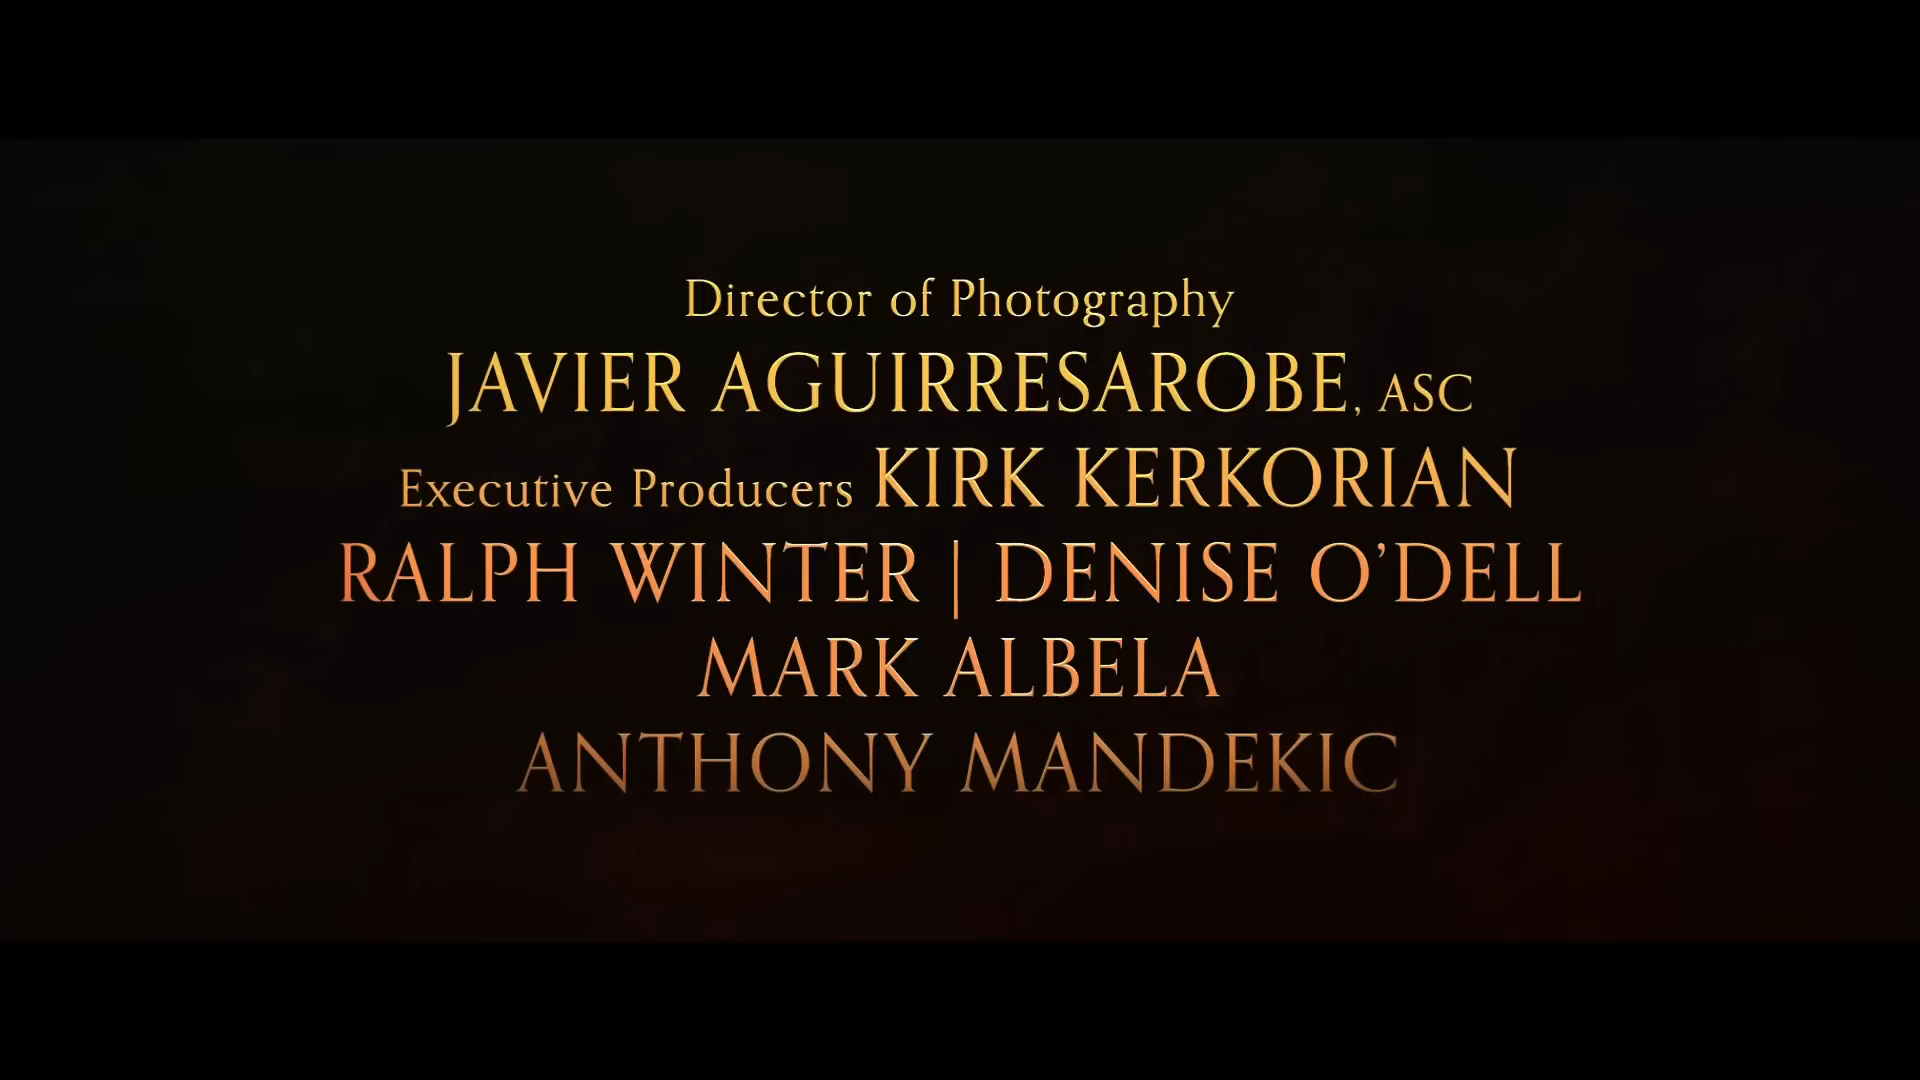 Director of Photography
JAVIER AGUIRRESAROBE, ASC
Executive Producers KIRK KERKORIAN
RALPH WINTER | DENISE O’DELL
MARK ALBELA
ANTHONY MANDEKIC